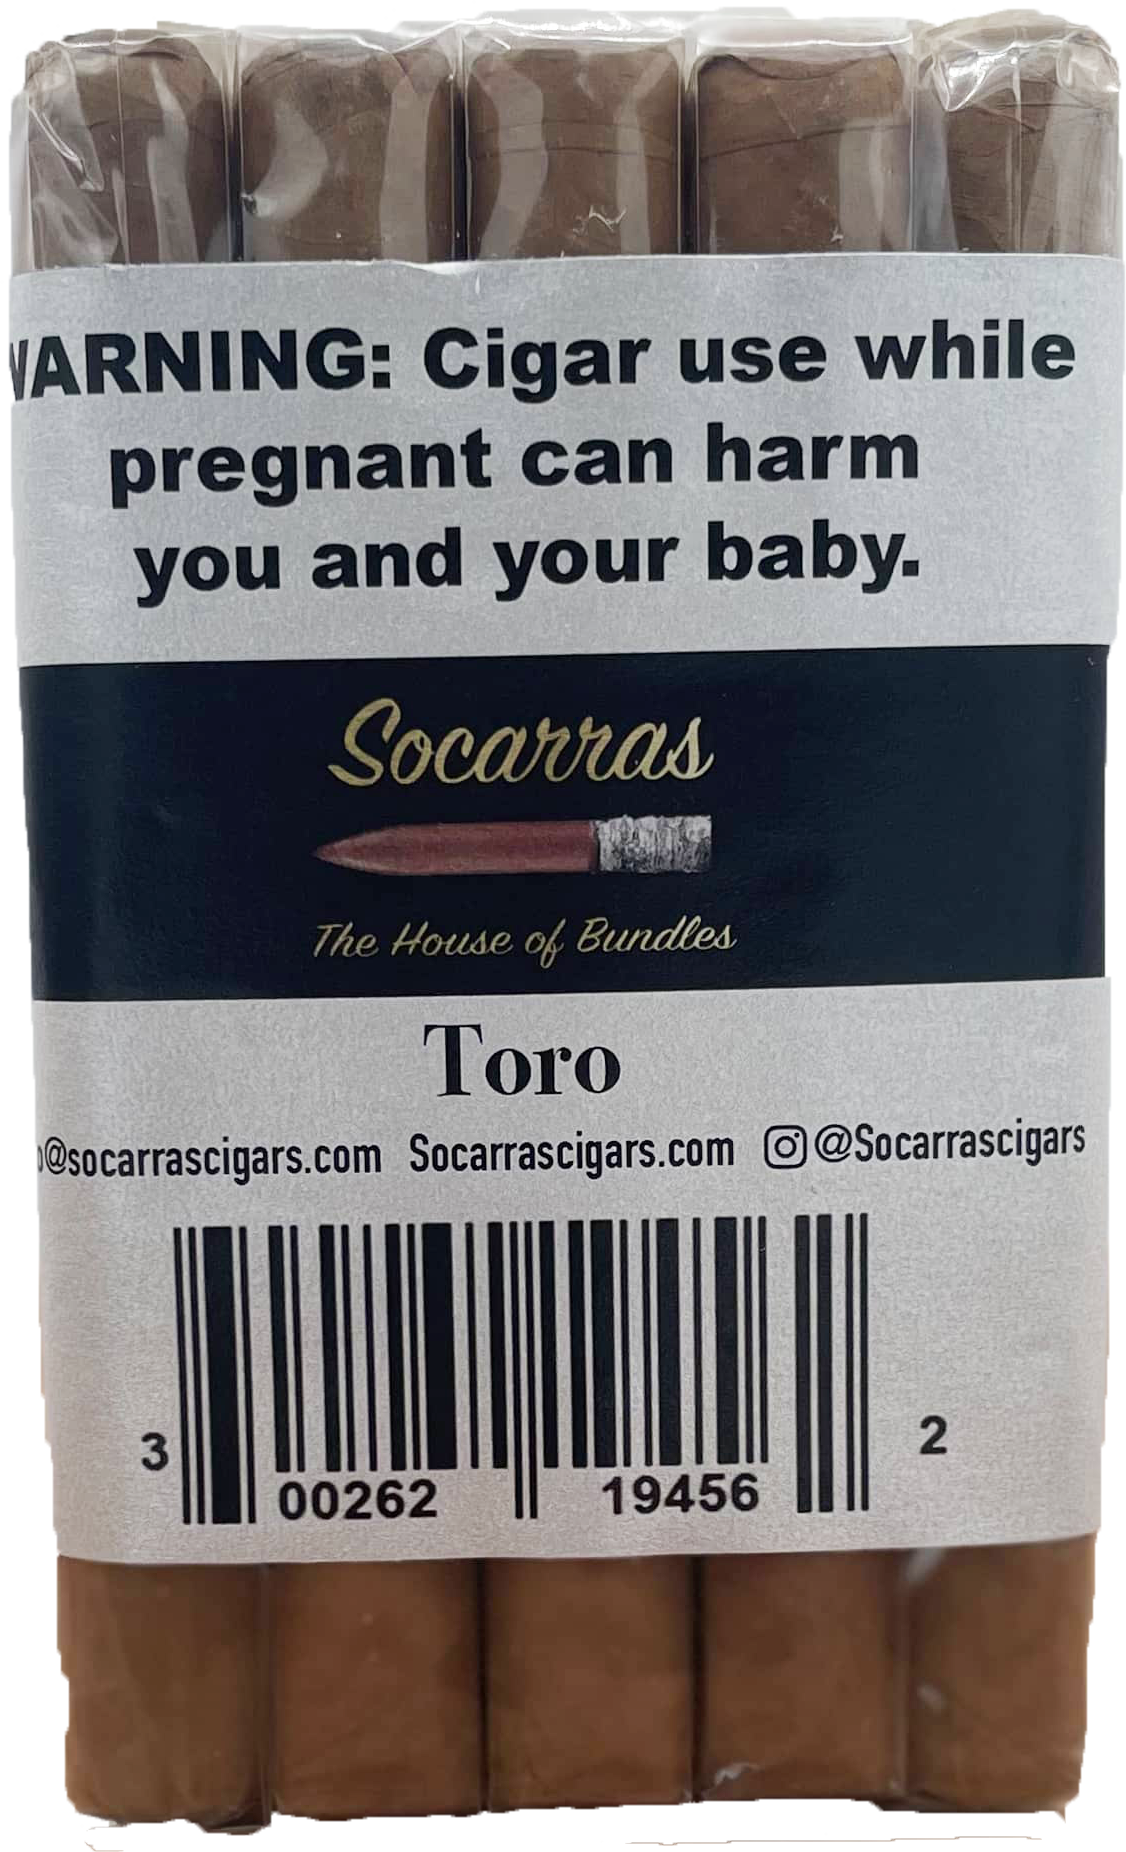 WARNING: Cigar use while
pregnant can harm
you and your baby.
Socarras
The House of Bundles
Toro
o@socarrascigars.com Socarrascigars.com @Socarrascigars
3 00262 19456 2